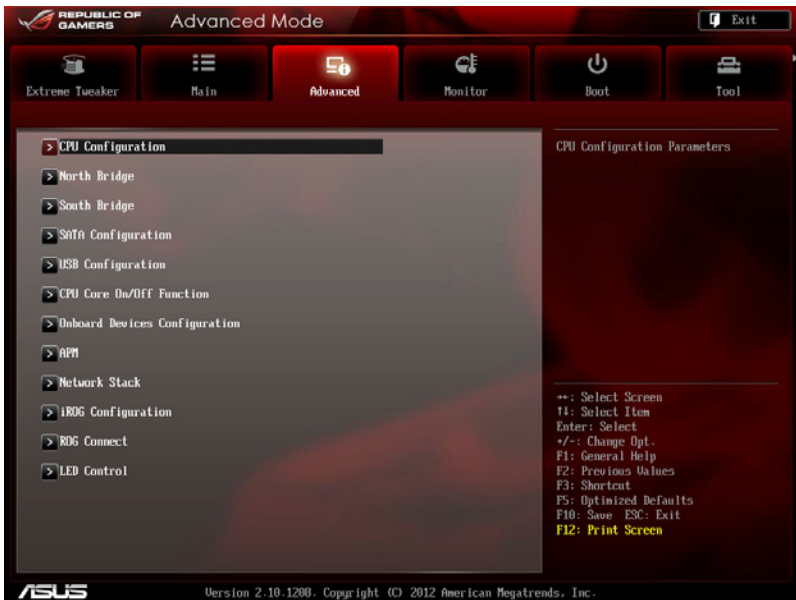 REPUBLIC OF
GAMERS
Advanced Mode
Exit
Extreme Tweaker
Main
Advanced
Monitor
Boot
Tool
> CPU Configuration
> North Bridge
> South Bridge
> SATA Configuration
> USB Configuration
> CPU Core On/Off Function
> Onboard Devices Configuration
> APM
> Network Stack
> iROG Configuration
> ROG Connect
> LED Control
CPU Configuration Parameters
→←: Select Screen
↑↓: Select Item
Enter: Select
+/-: Change Opt.
F1: General Help
F2: Previous Values
F3: Shortcut
F5: Optimized Defaults
F10: Save ESC: Exit
F12: Print Screen
ASUS
Version 2.10.1208. Copyright (C) 2012 American Megatrends, Inc.